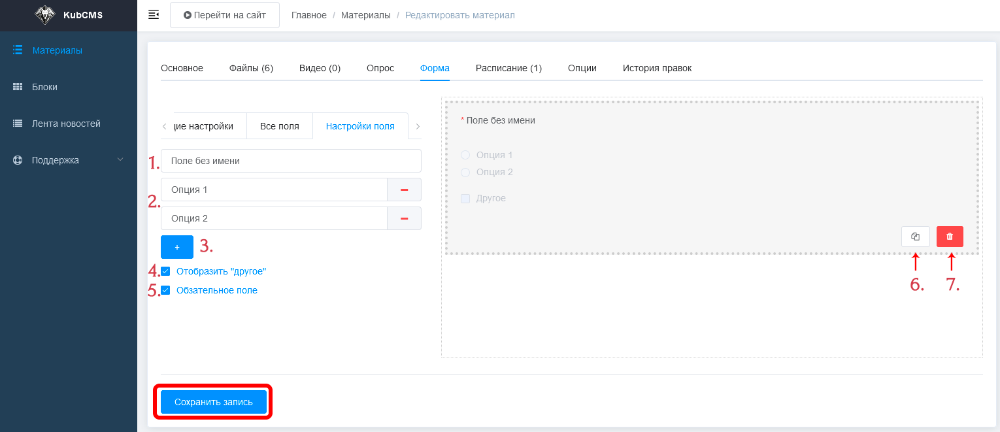 KubCMS
Перейти на сайт
Главное / Материалы / Редактировать материал
Материалы
Блоки
Лента новостей
Поддержка
Основное Файлы (6) Видео (0) Опрос Форма Расписание (1) Опции История правок
щие настройки Все поля Настройки поля
1. Поле без имени
2. Опция 1
Опция 2
+ 3.
4. Отобразить "другое"
5. Обзательное поле
* Поле без имени
Опция 1
Опция 2
Другое
6. 7.
Сохранить запись